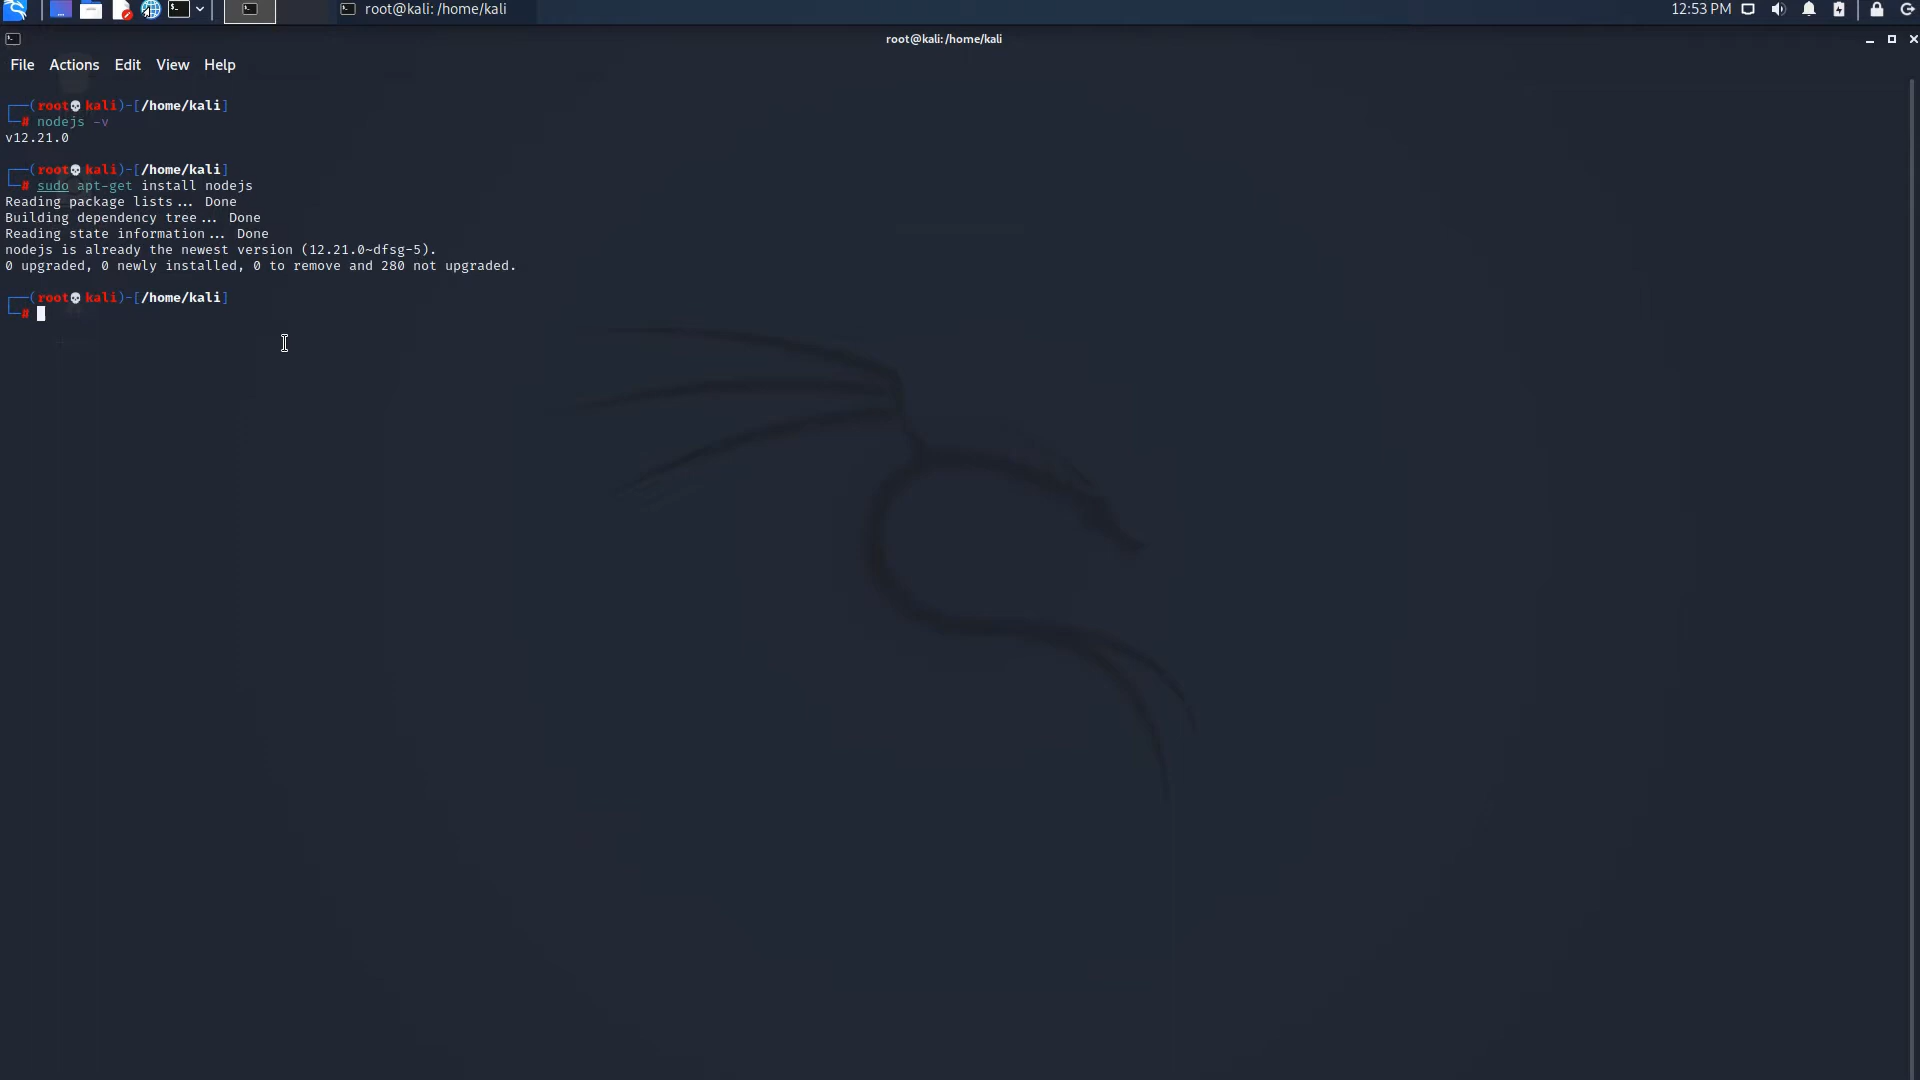 root@kali: /home/kali
12:53 PM
root@kali: /home/kali
File Actions Edit View Help
┌──(root💀kali)-[/home/kali]
└─# nodejs -v
v12.21.0
┌──(root💀kali)-[/home/kali]
└─# sudo apt-get install nodejs
Reading package lists... Done
Building dependency tree... Done
Reading state information... Done
nodejs is already the newest version (12.21.0~dfsg-5).
0 upgraded, 0 newly installed, 0 to remove and 280 not upgraded.
┌──(root💀kali)-[/home/kali]
└─#